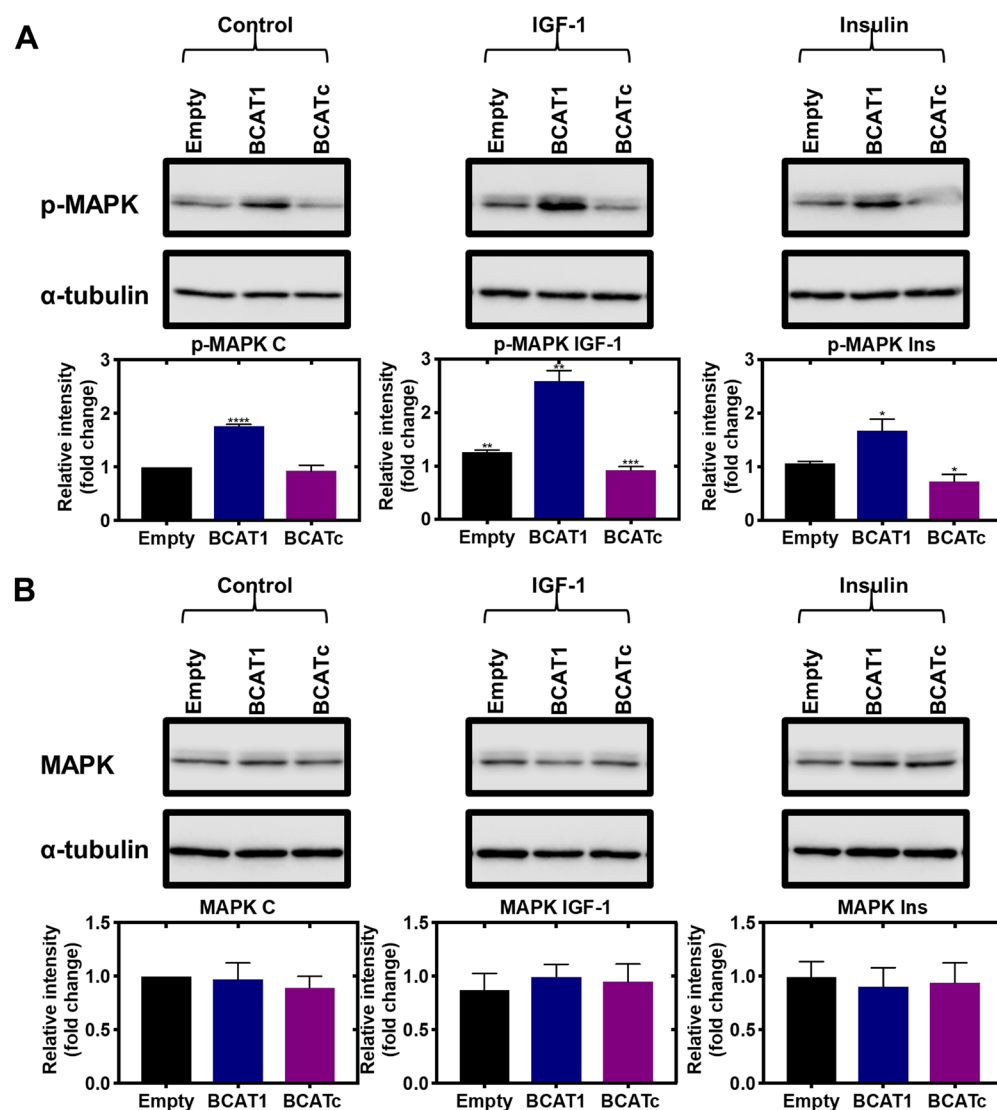 A
Control IGF-1 Insulin
Empty BCAT1 BCATc Empty BCAT1 BCATc Empty BCAT1 BCATc
p-MAPK
α-tubulin
p-MAPK C p-MAPK IGF-1 p-MAPK Ins
Relative intensity
(fold change)
3
2
1
0
****
Empty BCAT1 BCATc
Relative intensity
(fold change)
3
2
1
0
** ** ***
Empty BCAT1 BCATc
Relative intensity
(fold change)
3
2
1
0
* *
Empty BCAT1 BCATc
B
Control IGF-1 Insulin
Empty BCAT1 BCATc Empty BCAT1 BCATc Empty BCAT1 BCATc
MAPK
α-tubulin
MAPK C MAPK IGF-1 MAPK Ins
Relative intensity
(fold change)
1.5
1.0
0.5
0.0
Empty BCAT1 BCATc
Relative intensity
(fold change)
1.5
1.0
0.5
0.0
Empty BCAT1 BCATc
Relative intensity
(fold change)
1.5
1.0
0.5
0.0
Empty BCAT1 BCATc